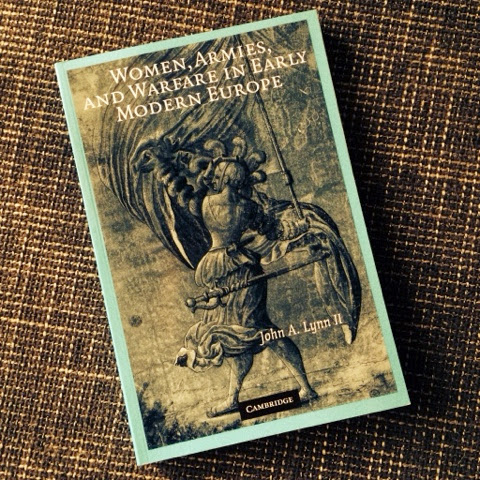 Women, Armies,
and Warfare in Early
Modern Europe
John A. Lynn II
Cambridge